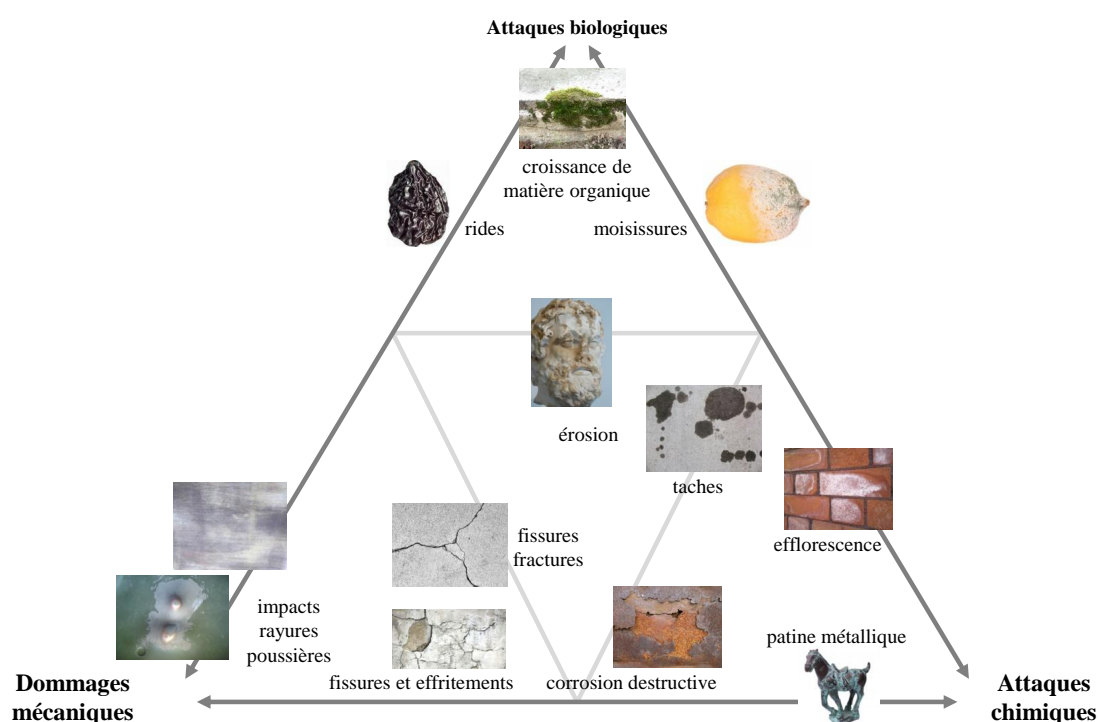 Attaques biologiques
croissance de
matière organique
rides
moisissures
érosion
taches
fissures
fractures
efflorescence
impacts
rayures
poussières
patine métallique
fissures et effritements
corrosion destructive
Dommages
mécaniques
Attaques
chimiques